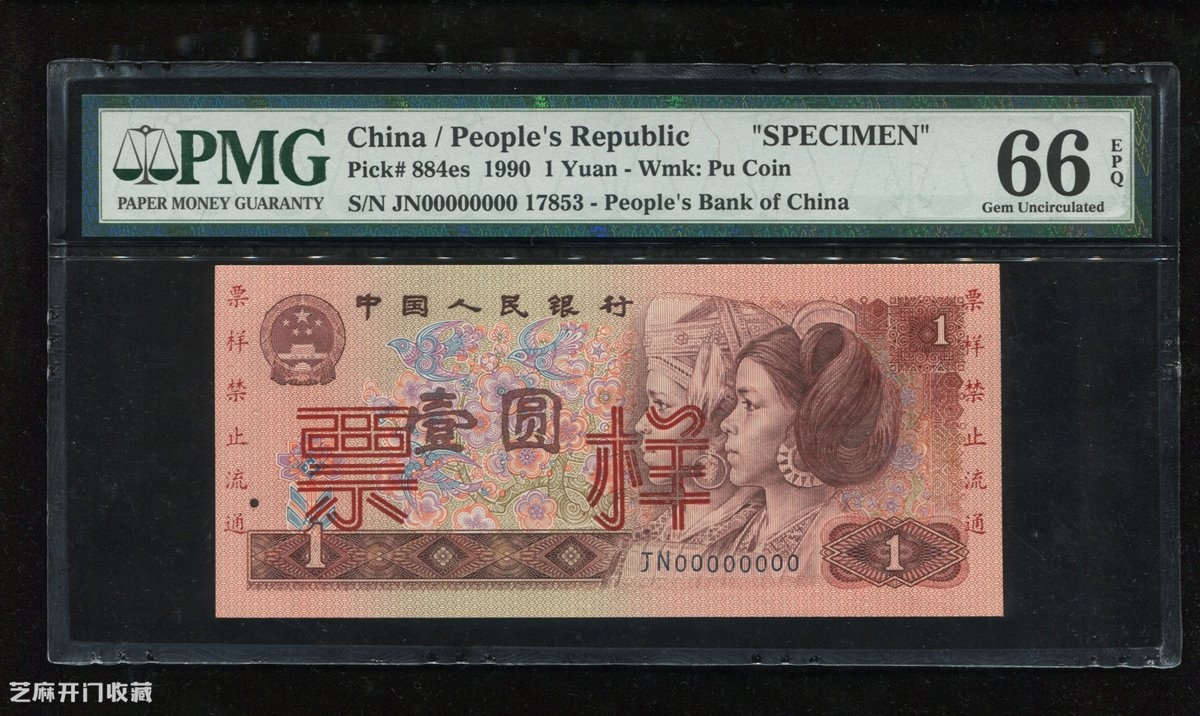 PMG
PAPER MONEY GUARANTY
China / People's Republic "SPECIMEN"
Pick# 884es 1990 1 Yuan - Wmk: Pu Coin
S/N JN00000000 17853 - People's Bank of China
66
EPQ
Gem Uncirculated
中国人民银行
票样禁止流通
1
票样禁止流通
壹圆
票样
1
JN00000000
1
芝麻开门收藏